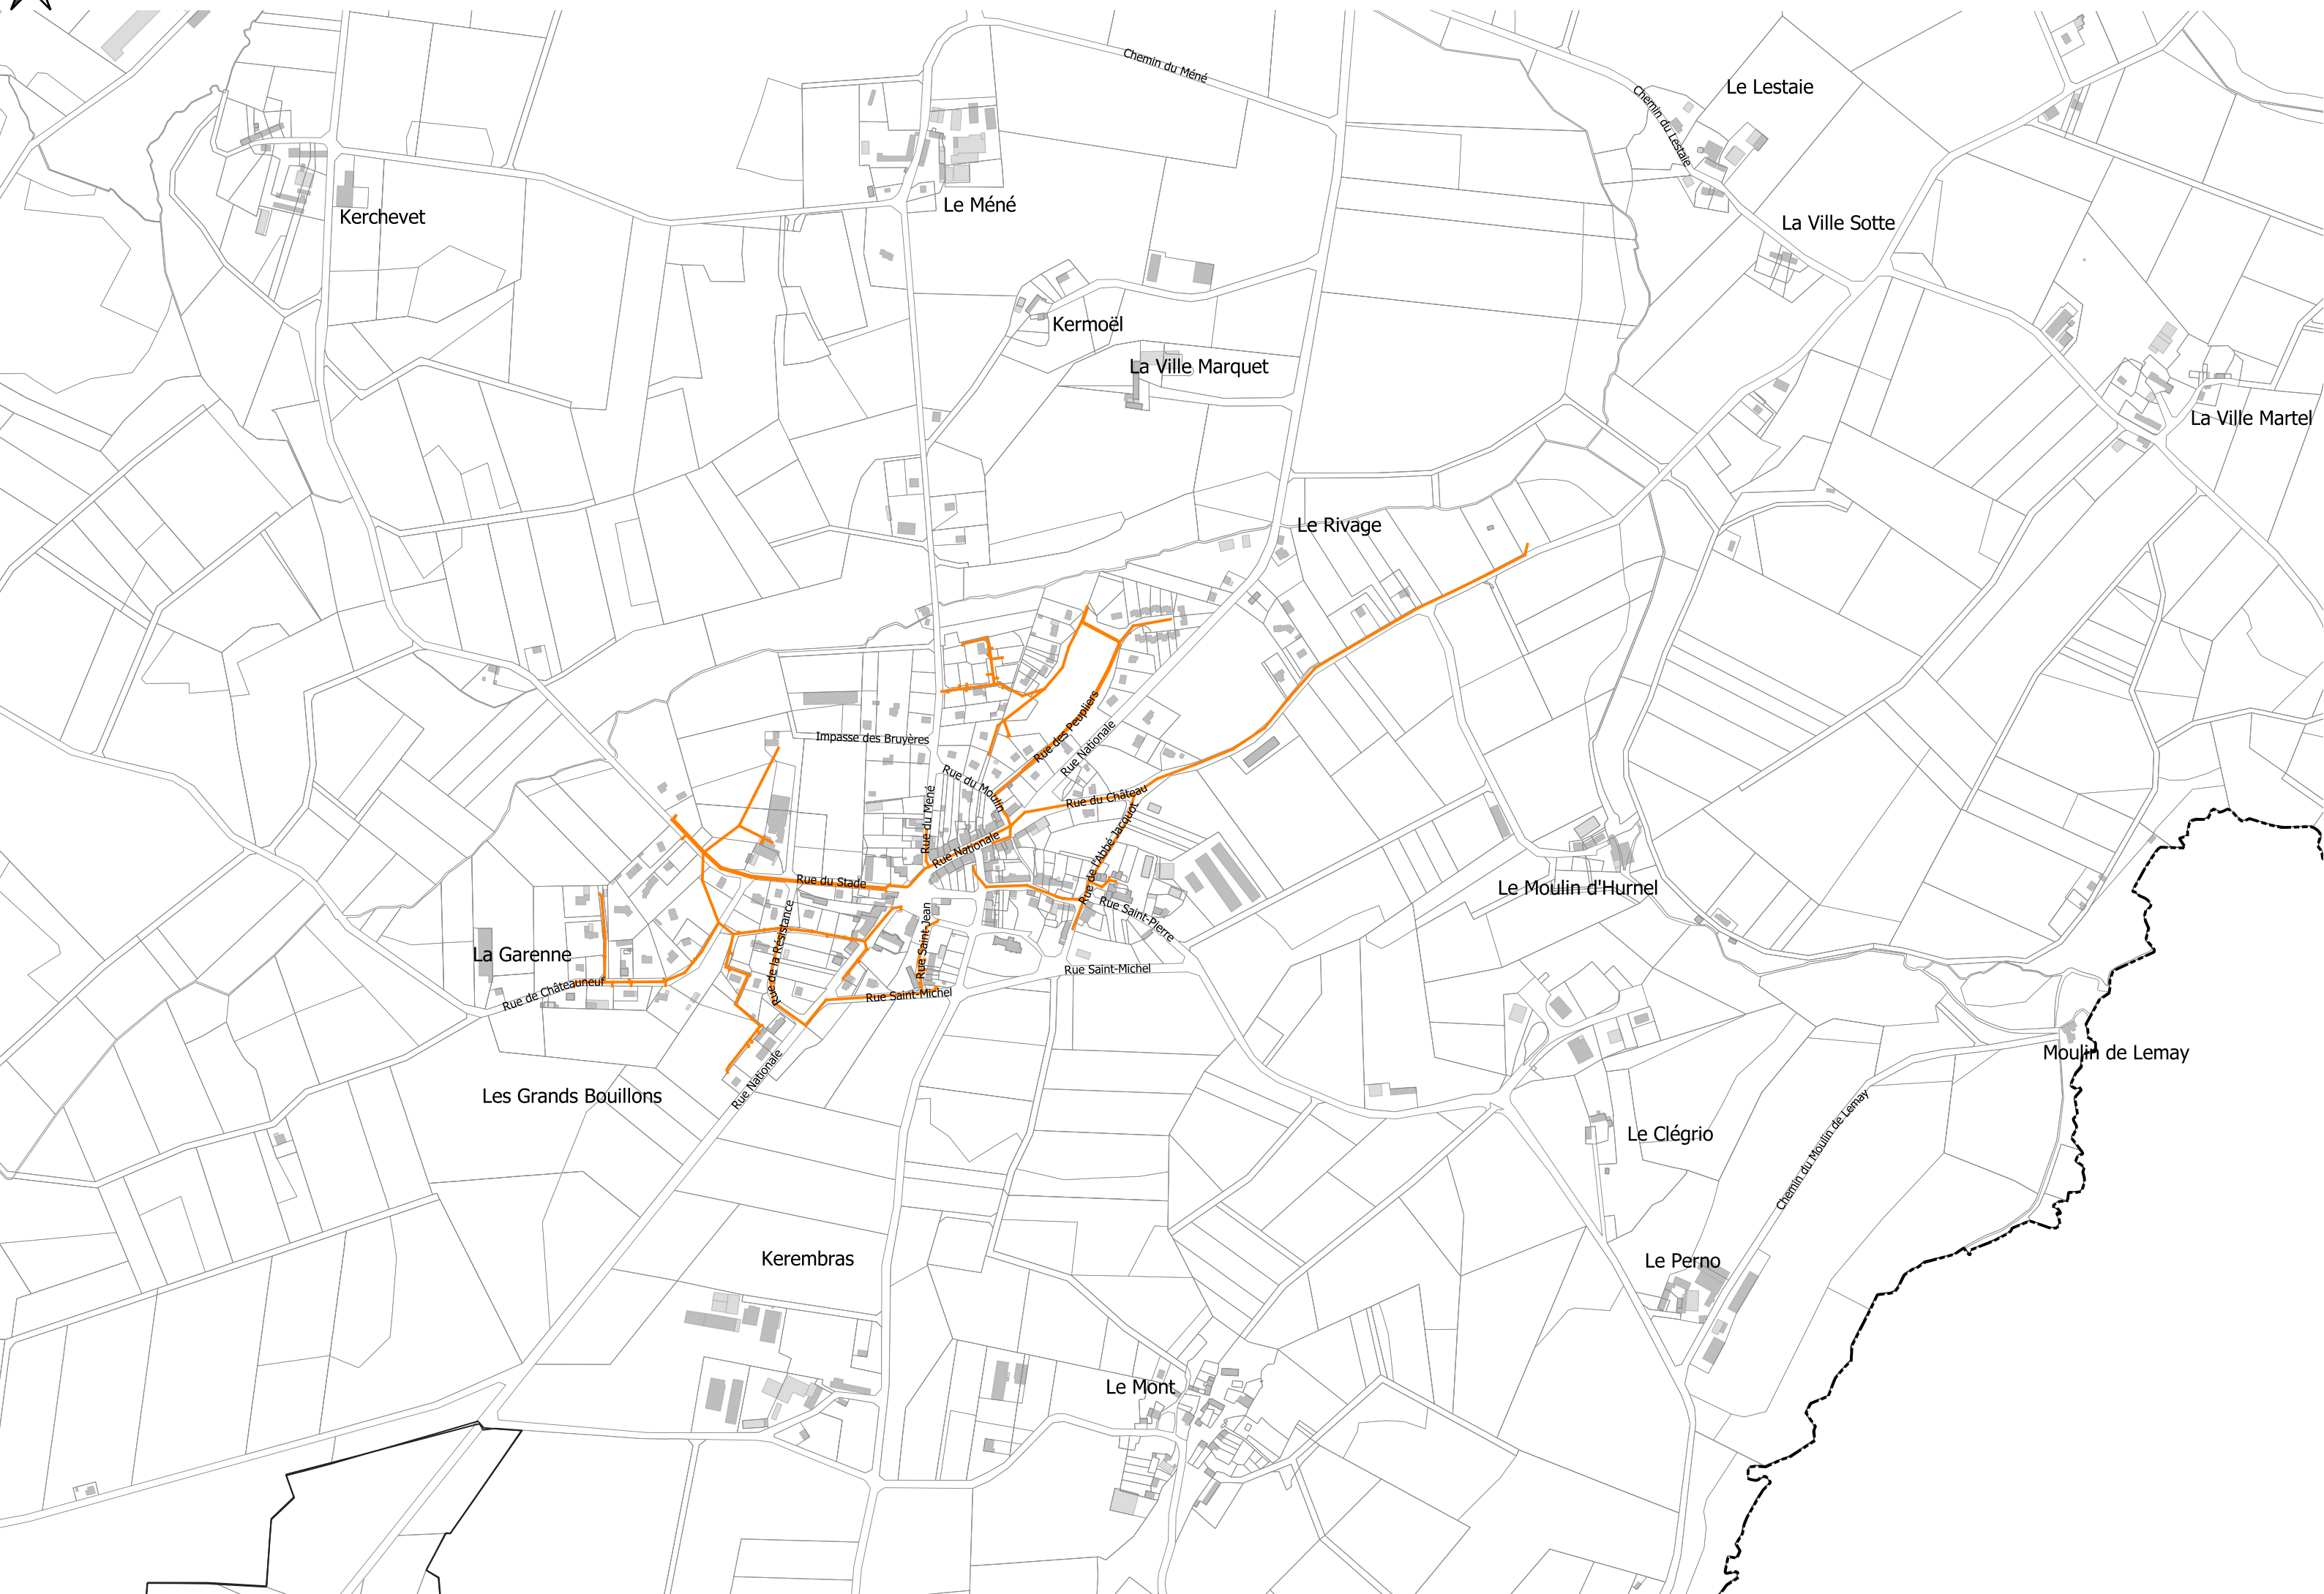 Chemin du Méné
Le Lestaie
Chemin du Lestaie
Le Méné
Kerchevet
La Ville Sotte
Kermoël
La Ville Marquet
La Ville Martel
Le Rivage
Rue des Peupliers
Rue Nationale
Impasse des Bruyères
Rue du Moulin
Rue du Château
Rue du Mené
Rue Nationale
Rue de l'Abbé Jacquot
Rue du Stade
Le Moulin d'Hurnel
Rue Saint-Pierre
Rue de la Résistance
Rue Saint-Jean
La Garenne
Rue Saint-Michel
Rue de Châteauneuf
Rue Saint-Michel
Moulin de Lemay
Rue Nationale
Les Grands Bouillons
Le Clégrio
Chemin du Moulin de Lemay
Kerembras
Le Perno
Le Mont